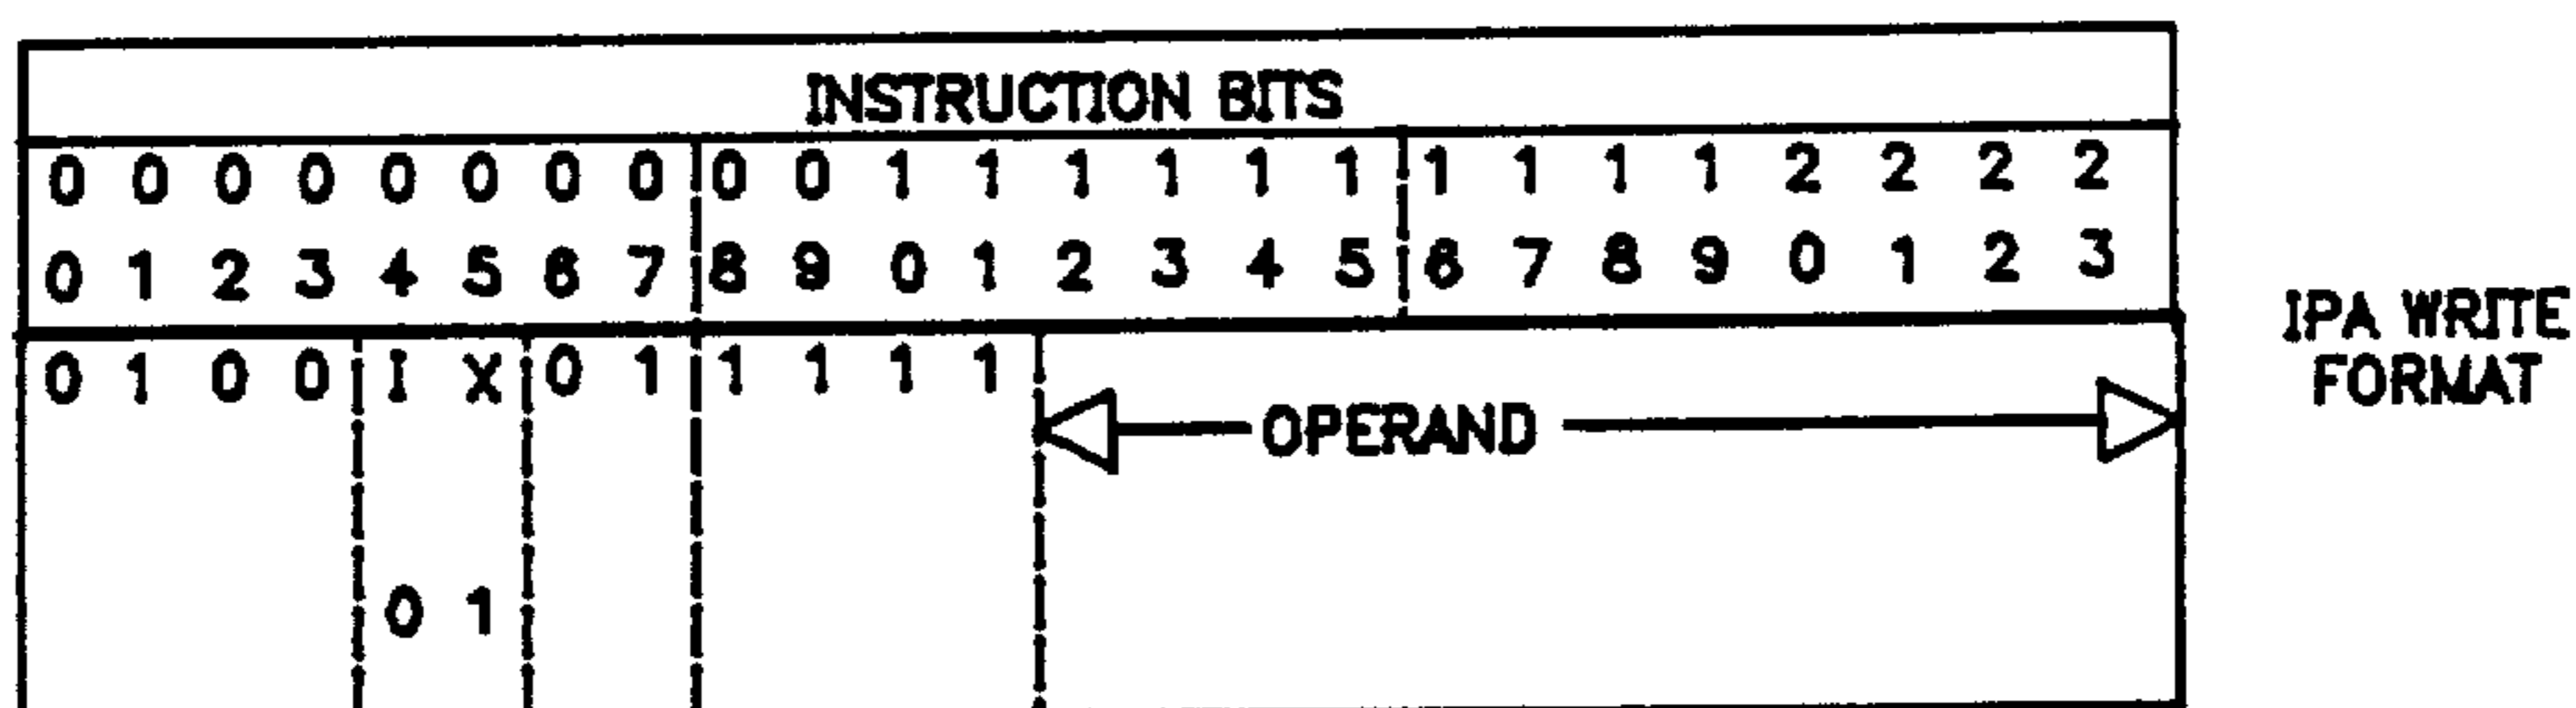 INSTRUCTION BITS
0 0 0 0 0 0 0 0 0 0 1 1 1 1 1 1 1 1 1 1 2 2 2 2
0 1 2 3 4 5 6 7 8 9 0 1 2 3 4 5 6 7 8 9 0 1 2 3
0 1 0 0 I X 0 1 1 1 1 1
OPERAND
0 1
IPA WRITE
FORMAT